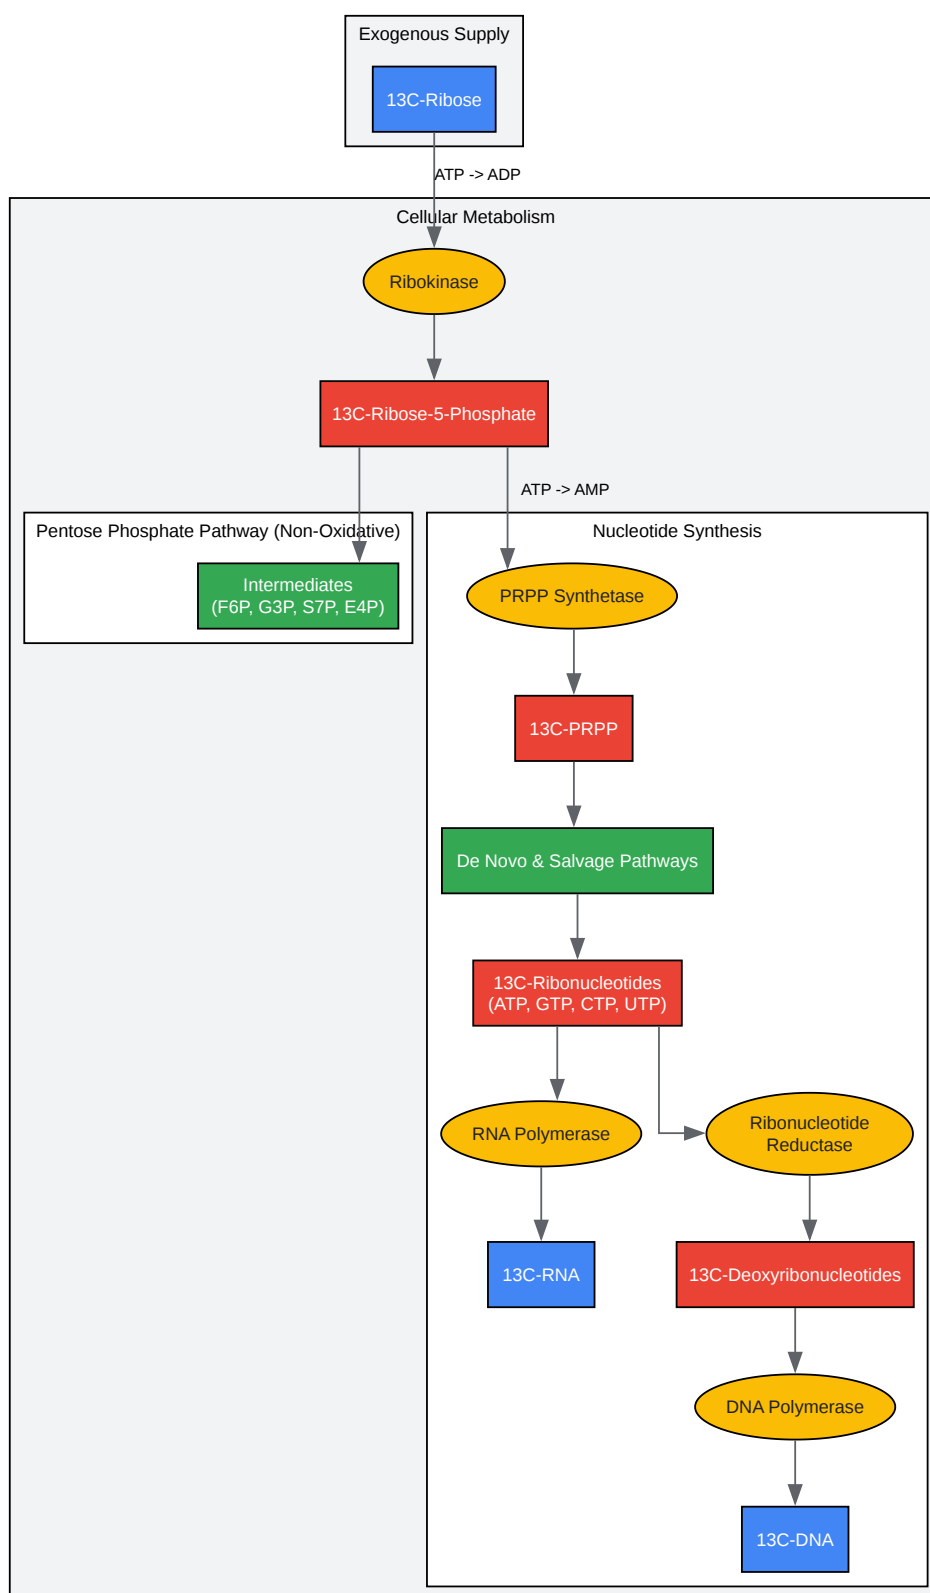 Exogenous Supply
13C-Ribose
ATP -> ADP
Cellular Metabolism
Ribokinase
13C-Ribose-5-Phosphate
ATP -> AMP
Pentose Phosphate Pathway (Non-Oxidative)
Intermediates
(F6P, G3P, S7P, E4P)
Nucleotide Synthesis
PRPP Synthetase
13C-PRPP
De Novo & Salvage Pathways
13C-Ribonucleotides
(ATP, GTP, CTP, UTP)
RNA Polymerase
Ribonucleotide
Reductase
13C-RNA
13C-Deoxyribonucleotides
DNA Polymerase
13C-DNA